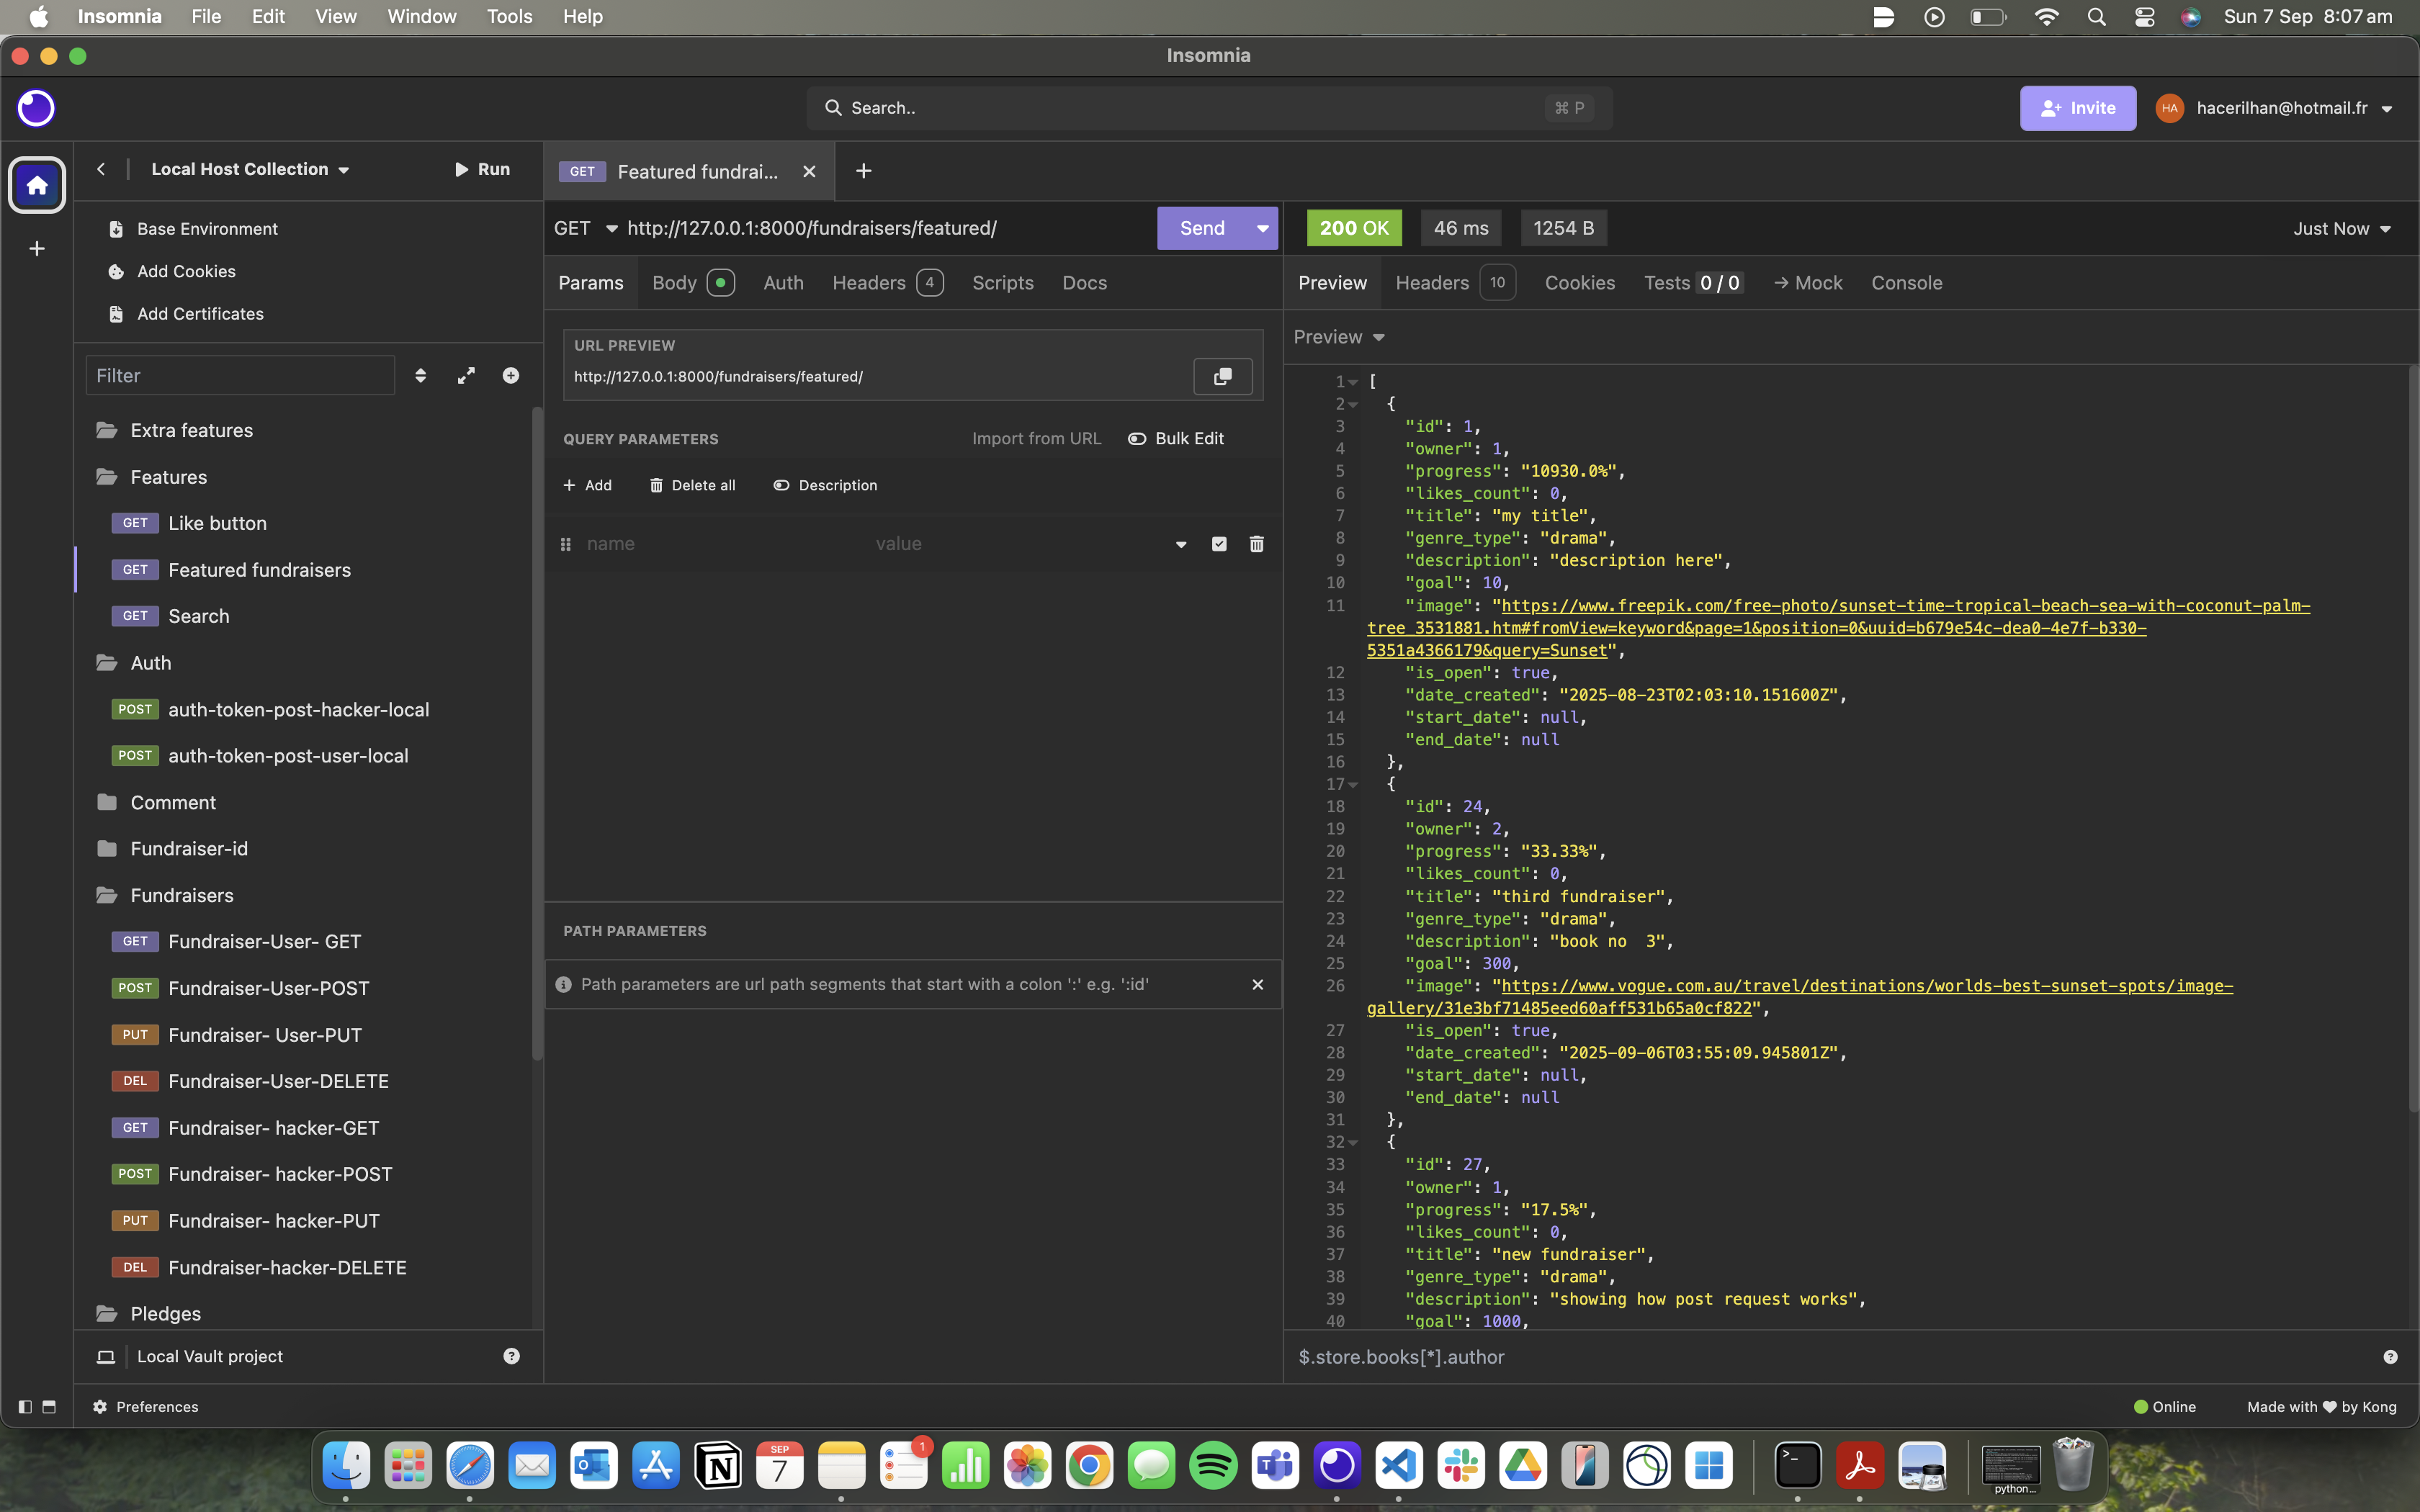 Insomnia File Edit View Window Tools Help Sun 7 Sep 8:07 am
Insomnia
Search.. ⌘ P Invite HA hacerilhan@hotmail.fr
Local Host Collection Run
GET Featured fundrai...
Base Environment
Add Cookies
Add Certificates
Filter
Extra features
Features
GET Like button
GET Featured fundraisers
GET Search
Auth
POST auth-token-post-hacker-local
POST auth-token-post-user-local
Comment
Fundraiser-id
Fundraisers
GET Fundraiser-User- GET
POST Fundraiser-User-POST
PUT Fundraiser- User-PUT
DEL Fundraiser-User-DELETE
GET Fundraiser- hacker-GET
POST Fundraiser- hacker-POST
PUT Fundraiser- hacker-PUT
DEL Fundraiser-hacker-DELETE
Pledges
Local Vault project
Preferences
GET http://127.0.0.1:8000/fundraisers/featured/ Send
Params Body Auth Headers 4 Scripts Docs
URL PREVIEW
http://127.0.0.1:8000/fundraisers/featured/
QUERY PARAMETERS Import from URL Bulk Edit
Add Delete all Description
name value
PATH PARAMETERS
Path parameters are url path segments that start with a colon ':' e.g. ':id'
200 OK 46 ms 1254 B Just Now
Preview Headers 10 Cookies Tests 0 / 0 → Mock Console
Preview
1 [
2 {
3 "id": 1,
4 "owner": 1,
5 "progress": "10930.0%",
6 "likes_count": 0,
7 "title": "my title",
8 "genre_type": "drama",
9 "description": "description here",
10 "goal": 10,
11 "image": "https://www.freepik.com/free-photo/sunset-time-tropical-beach-sea-with-coconut-palm-
tree_3531881.htm#fromView=keyword&page=1&position=0&uuid=b679e54c-dea0-4e7f-b330-
5351a4366179&query=Sunset",
12 "is_open": true,
13 "date_created": "2025-08-23T02:03:10.151600Z",
14 "start_date": null,
15 "end_date": null
16 },
17 {
18 "id": 24,
19 "owner": 2,
20 "progress": "33.33%",
21 "likes_count": 0,
22 "title": "third fundraiser",
23 "genre_type": "drama",
24 "description": "book no  3",
25 "goal": 300,
26 "image": "https://www.vogue.com.au/travel/destinations/worlds-best-sunset-spots/image-
gallery/31e3bf71485eed60aff531b65a0cf822",
27 "is_open": true,
28 "date_created": "2025-09-06T03:55:09.945801Z",
29 "start_date": null,
30 "end_date": null
31 },
32 {
33 "id": 27,
34 "owner": 1,
35 "progress": "17.5%",
36 "likes_count": 0,
37 "title": "new fundraiser",
38 "genre_type": "drama",
39 "description": "showing how post request works",
40 "goal": 1000,
$.store.books[*].author
Online Made with ♥ by Kong
SEP
7
1
python...